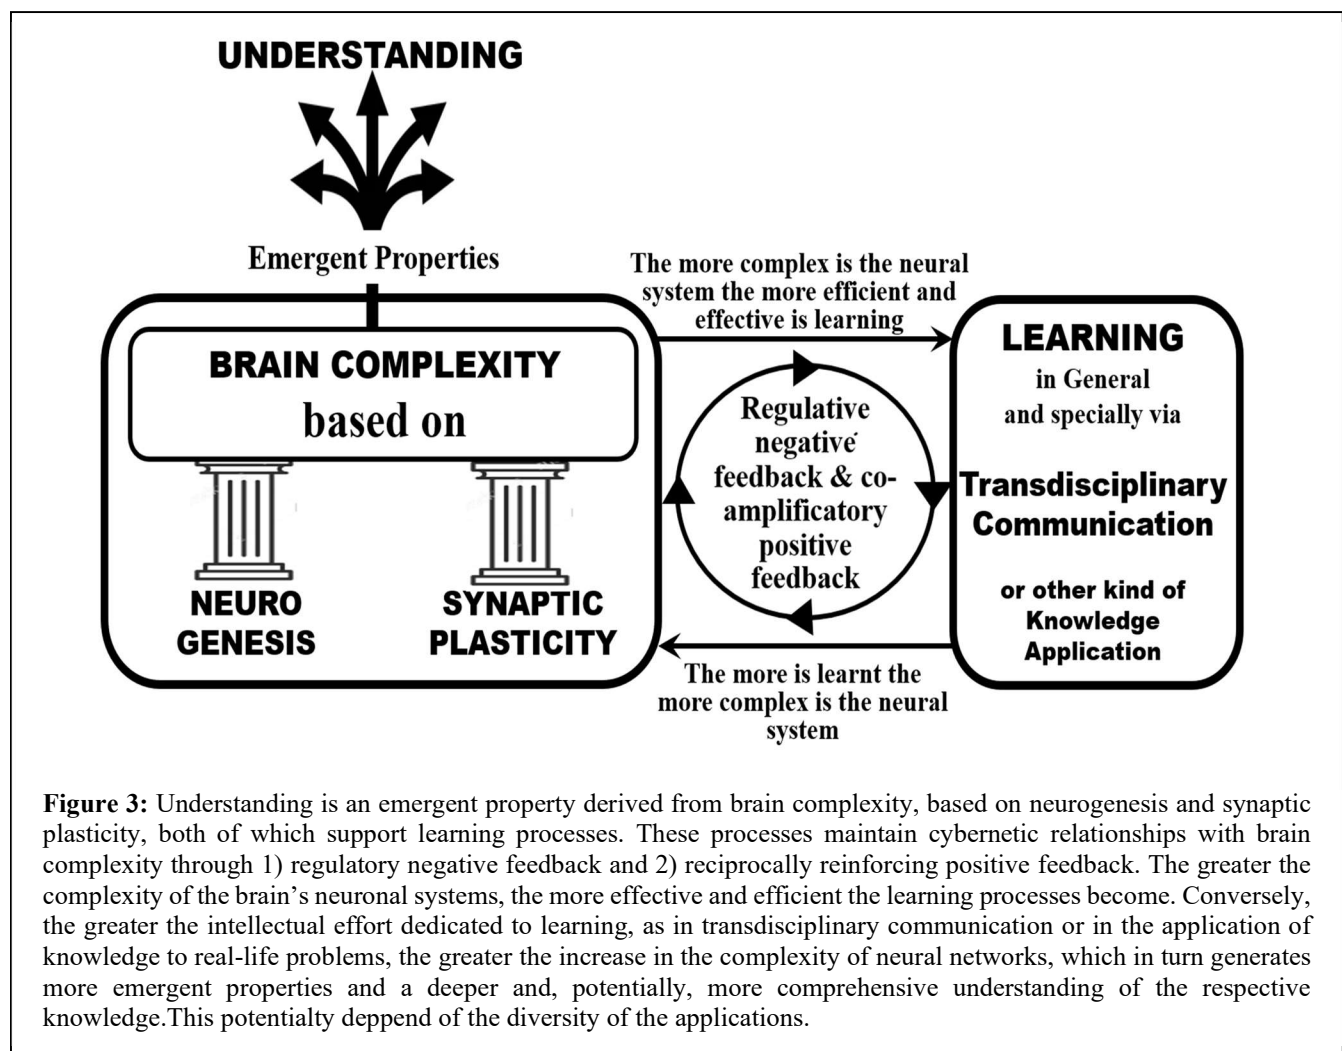 UNDERSTANDING
Emergent Properties
BRAIN COMPLEXITY
based on
NEURO
GENESIS
SYNAPTIC
PLASTICITY
The more complex is the neural
system the more efficient and
effective is learning
Regulative
negative
feedback & co-
amplificatory
positive
feedback
The more is learnt the
more complex is the neural
system
LEARNING
in General
and specially via
Transdisciplinary
Communication
or other kind of
Knowledge
Application
Figure 3: Understanding is an emergent property derived from brain complexity, based on neurogenesis and synaptic
plasticity, both of which support learning processes. These processes maintain cybernetic relationships with brain
complexity through 1) regulatory negative feedback and 2) reciprocally reinforcing positive feedback. The greater the
complexity of the brain’s neuronal systems, the more effective and efficient the learning processes become. Conversely,
the greater the intellectual effort dedicated to learning, as in transdisciplinary communication or in the application of
knowledge to real-life problems, the greater the increase in the complexity of neural networks, which in turn generates
more emergent properties and a deeper and, potentially, more comprehensive understanding of the respective
knowledge.This potentialty deppend of the diversity of the applications.